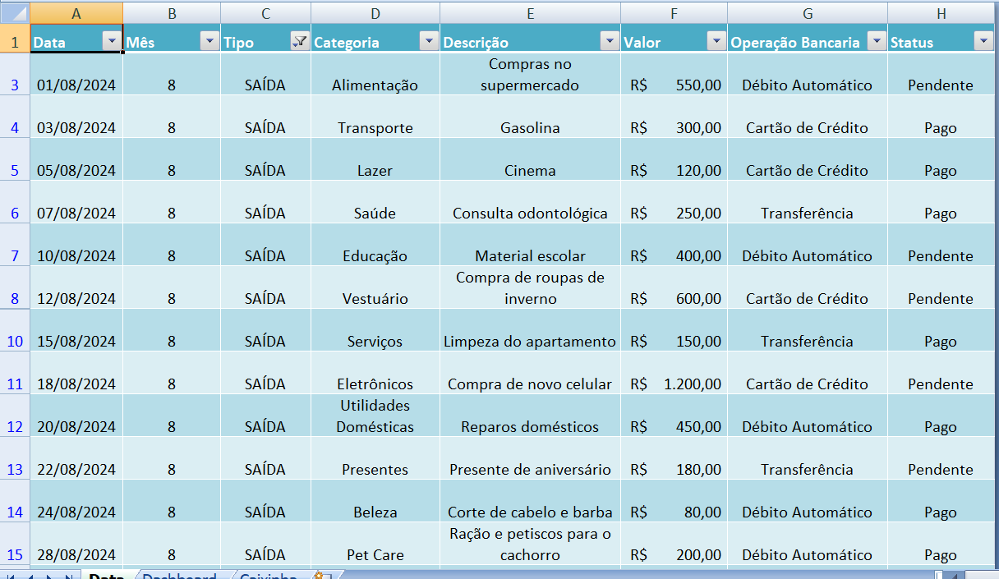 A B C D E F G H
1 Data Mês Tipo Categoria Descrição Valor Operação Bancaria Status
3 01/08/2024 8 SAÍDA Alimentação Compras no supermercado R$ 550,00 Débito Automático Pendente
4 03/08/2024 8 SAÍDA Transporte Gasolina R$ 300,00 Cartão de Crédito Pago
5 05/08/2024 8 SAÍDA Lazer Cinema R$ 120,00 Cartão de Crédito Pago
6 07/08/2024 8 SAÍDA Saúde Consulta odontológica R$ 250,00 Transferência Pago
7 10/08/2024 8 SAÍDA Educação Material escolar R$ 400,00 Débito Automático Pendente
8 12/08/2024 8 SAÍDA Vestuário Compra de roupas de inverno R$ 600,00 Cartão de Crédito Pendente
10 15/08/2024 8 SAÍDA Serviços Limpeza do apartamento R$ 150,00 Transferência Pago
11 18/08/2024 8 SAÍDA Eletrônicos Compra de novo celular R$ 1.200,00 Cartão de Crédito Pendente
12 20/08/2024 8 SAÍDA Utilidades Domésticas Reparos domésticos R$ 450,00 Débito Automático Pago
13 22/08/2024 8 SAÍDA Presentes Presente de aniversário R$ 180,00 Transferência Pendente
14 24/08/2024 8 SAÍDA Beleza Corte de cabelo e barba R$ 80,00 Débito Automático Pago
15 28/08/2024 8 SAÍDA Pet Care Ração e petiscos para o cachorro R$ 200,00 Débito Automático Pago
Data Dashboard Caixinha